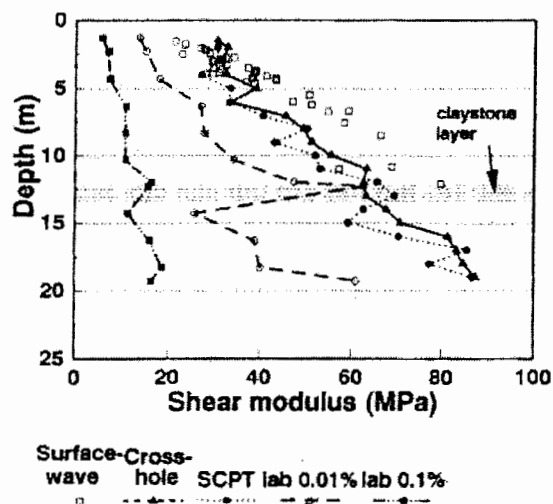 0
5
10
15
20
25
Depth (m)
claystone
layer
0 20 40 60 80 100
Shear modulus (MPa)
Surface- Cross-
wave hole SCPT lab 0.01% lab 0.1%